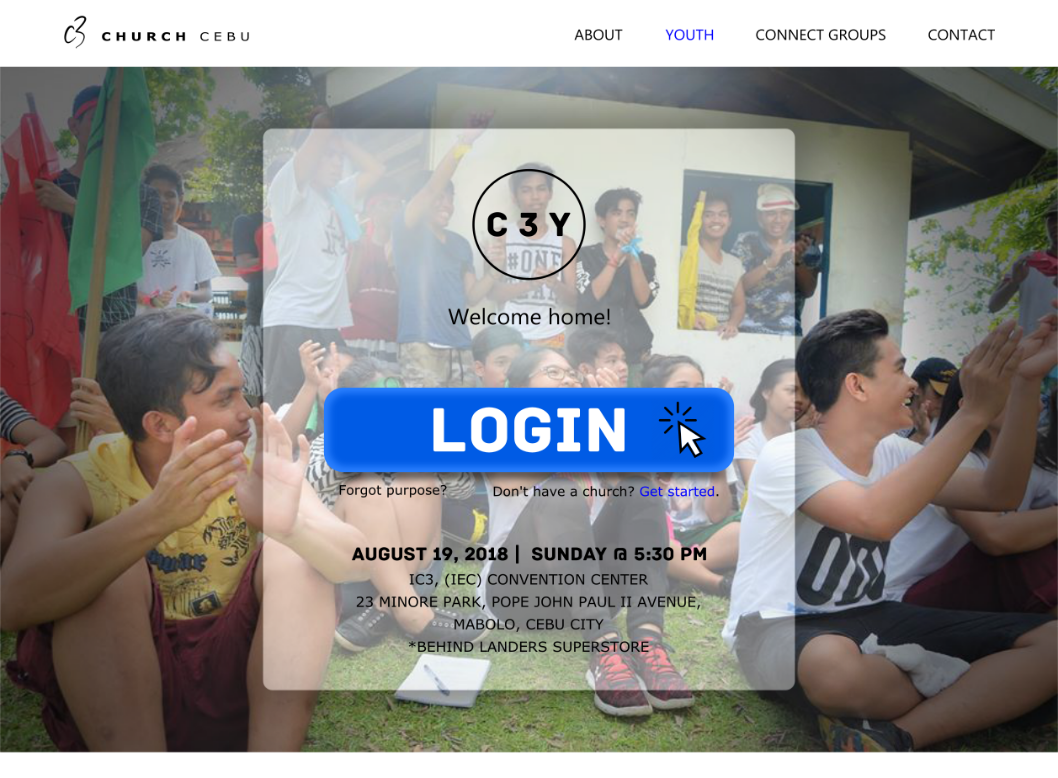 C3 CHURCH CEBU
ABOUT
YOUTH
CONNECT GROUPS
CONTACT
C3Y
#ONE
Welcome home!
LOGIN
Forgot purpose?
Don't have a church? Get started.
AUGUST 19, 2018 | SUNDAY @ 5:30 PM
IC3, (IEC) CONVENTION CENTER
23 MINORE PARK, POPE JOHN PAUL II AVENUE,
MABOLO, CEBU CITY
*BEHIND LANDERS SUPERSTORE